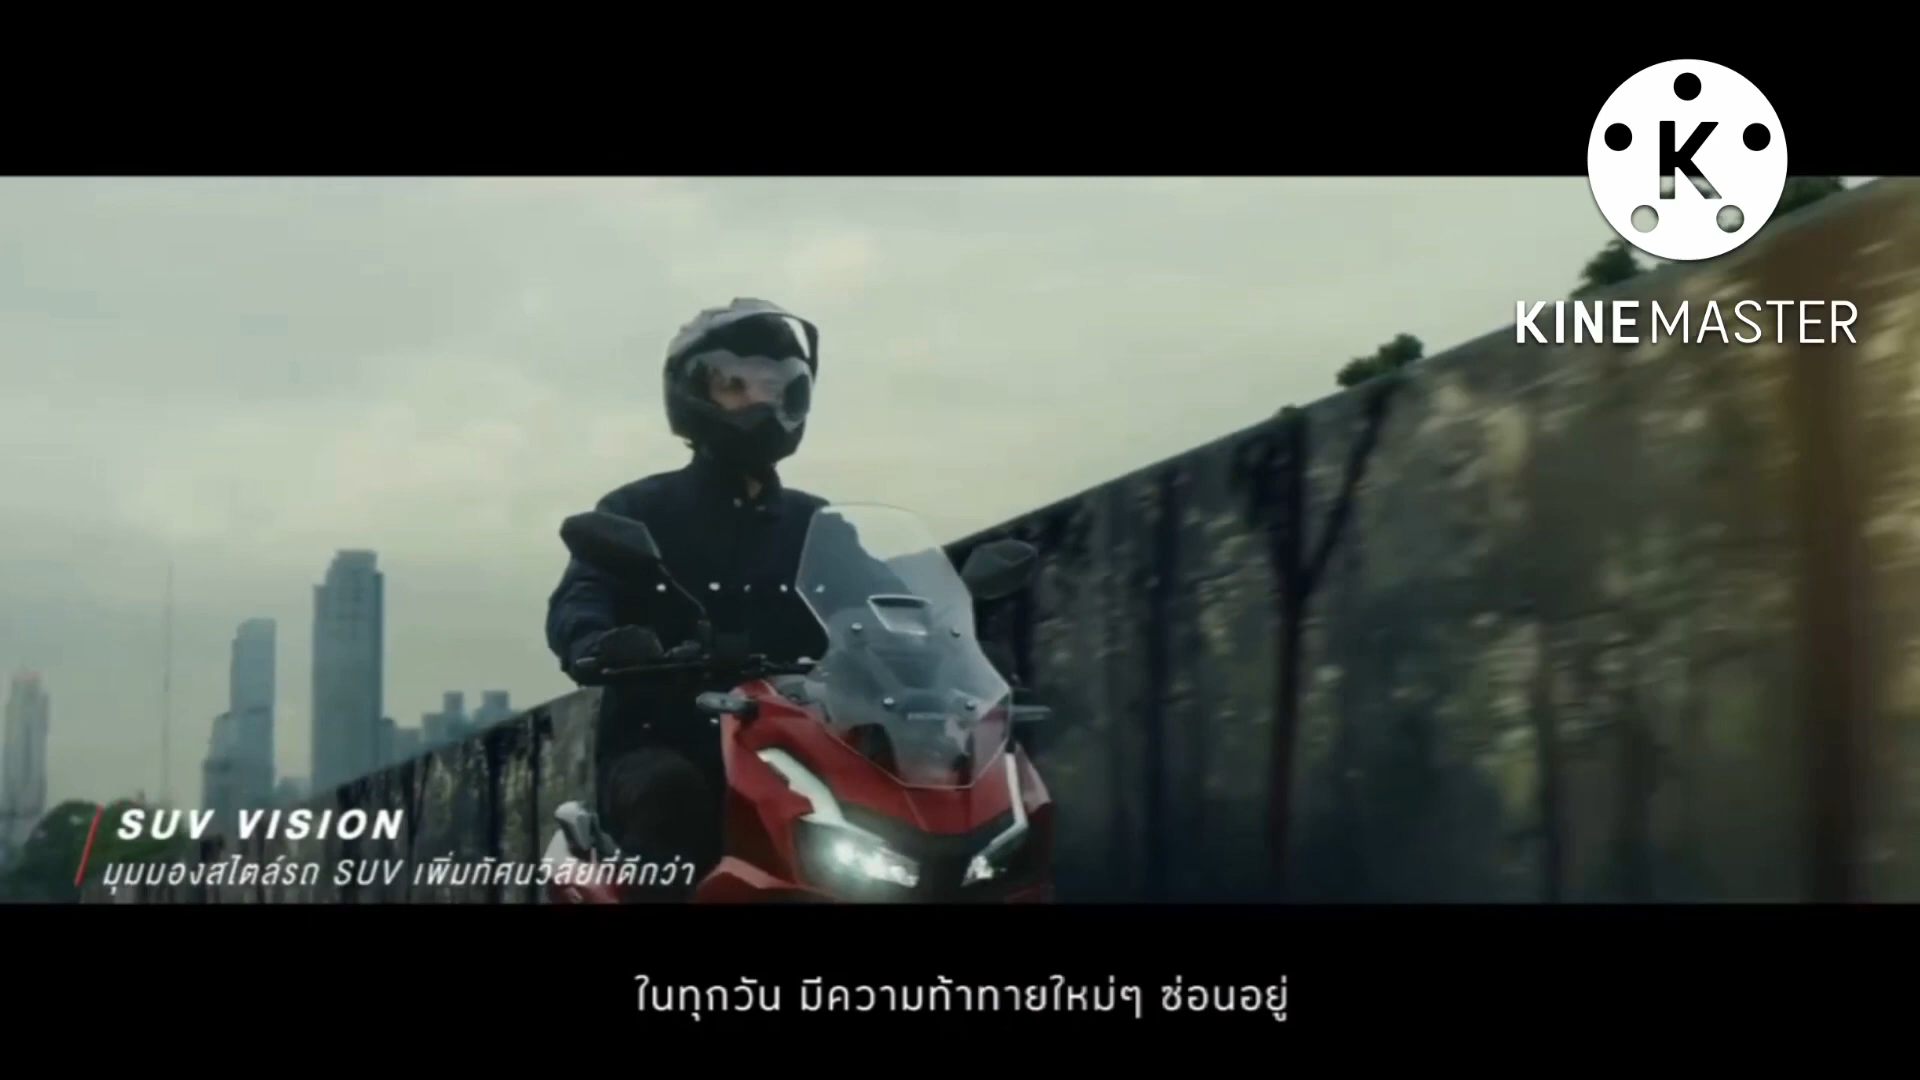 K
KINEMASTER
SUV VISION
มุมมองสไตล์รถ SUV เพิ่มทัศนวิสัยที่ดีกว่า
ในทุกวัน มีความท้าทายใหม่ๆ ซ่อนอยู่